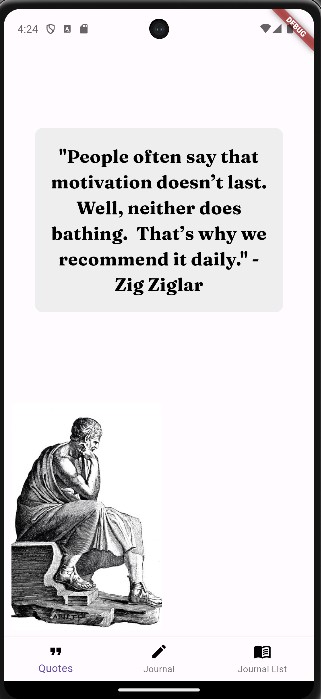 4:24
DEBUG
"People often say that
motivation doesn’t last.
Well, neither does
bathing.  That’s why we
recommend it daily." -
Zig Ziglar
Quotes
Journal
Journal List